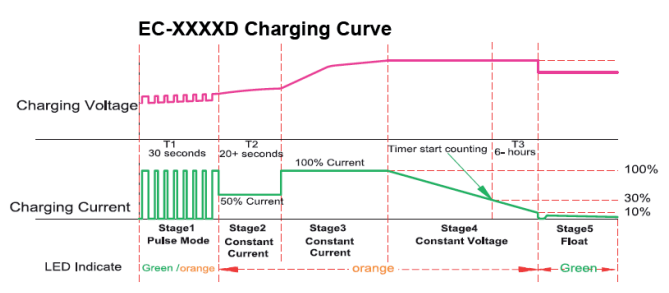 EC-XXXXD Charging Curve
Charging Voltage
T1
30 seconds
T2
20+ seconds
100% Current
Timer start counting
T3
6- hours
100%
50% Current
30%
10%
Charging Current
Stage1
Pulse Mode
Stage2
Constant
Current
Stage3
Constant
Current
Stage4
Constant Voltage
Stage5
Float
LED Indicate
Green /orange
orange
Green